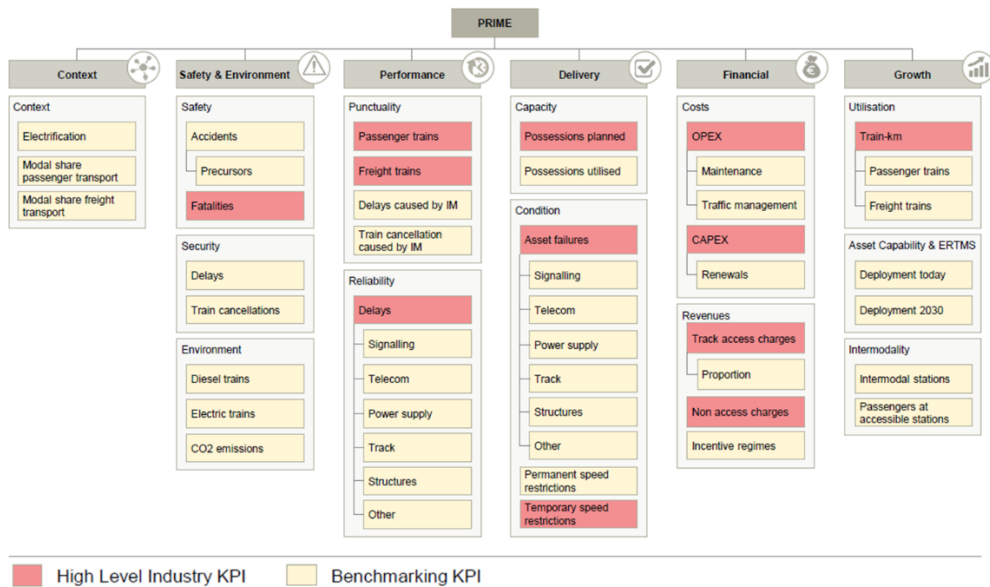 PRIME
Context
Context
Electrification
Modal share
passenger transport
Modal share freight
transport
Safety & Environment
Safety
Accidents
Precursors
Fatalities
Security
Delays
Train cancellations
Environment
Diesel trains
Electric trains
CO2 emissions
Performance
Punctuality
Passenger trains
Freight trains
Delays caused by IM
Train cancellation
caused by IM
Reliability
Delays
Signalling
Telecom
Power supply
Track
Structures
Other
Delivery
Capacity
Possessions planned
Possessions utilised
Condition
Asset failures
Signalling
Telecom
Power supply
Track
Structures
Other
Permanent speed
restrictions
Temporary speed
restrictions
Financial
Costs
OPEX
Maintenance
Traffic management
CAPEX
Renewals
Revenues
Track access charges
Proportion
Non access charges
Incentive regimes
Growth
Utilisation
Train-km
Passenger trains
Freight trains
Asset Capability & ERTMS
Deployment today
Deployment 2030
Intermodality
Intermodal stations
Passengers at
accessible stations
High Level Industry KPI
Benchmarking KPI